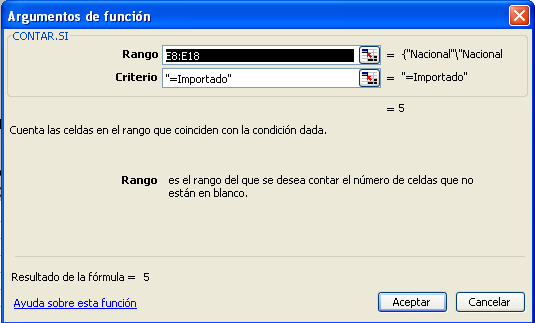 Argumentos de función
CONTAR.SI
Rango E8:E18 = {"Nacional"\"Nacional
Criterio "=Importado" = "=Importado"
= 5
Cuenta las celdas en el rango que coinciden con la condición dada.
Rango es el rango del que se desea contar el número de celdas que no
están en blanco.
Resultado de la fórmula = 5
Ayuda sobre esta función Aceptar Cancelar